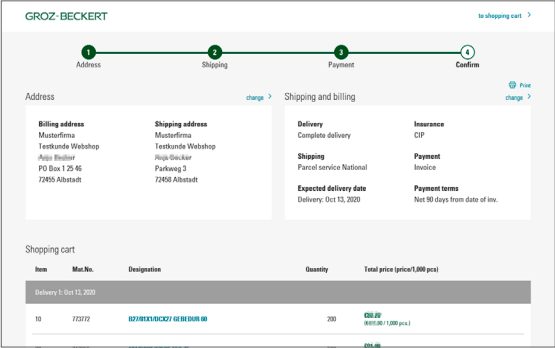 GROZ-BECKERT
to shopping cart >
1 2 3 4
Address Shipping Payment Confirm
Print
Address change >
Billing address Shipping address
Musterfirma Musterfirma
Testkunde Webshop Testkunde Webshop
PO Box 1 25 46 Parkweg 3
72455 Albstadt 72458 Albstadt
Shipping and billing change >
Delivery Insurance
Complete delivery CIP
Shipping Payment
Parcel service National Invoice
Expected delivery date Payment terms
Delivery: Oct 13, 2020 Net 90 days from date of inv.
Shopping cart
Item Mat.No. Designation Quantity Total price (price/1,000 pcs)
Delivery 1: Oct 13, 2020
10 773772 200
/ 1,000 pcs.)